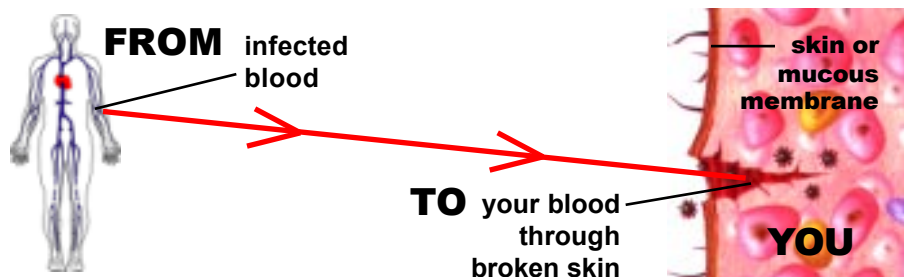 FROM infected
blood
skin or
mucous
membrane
TO your blood
through
broken skin
YOU